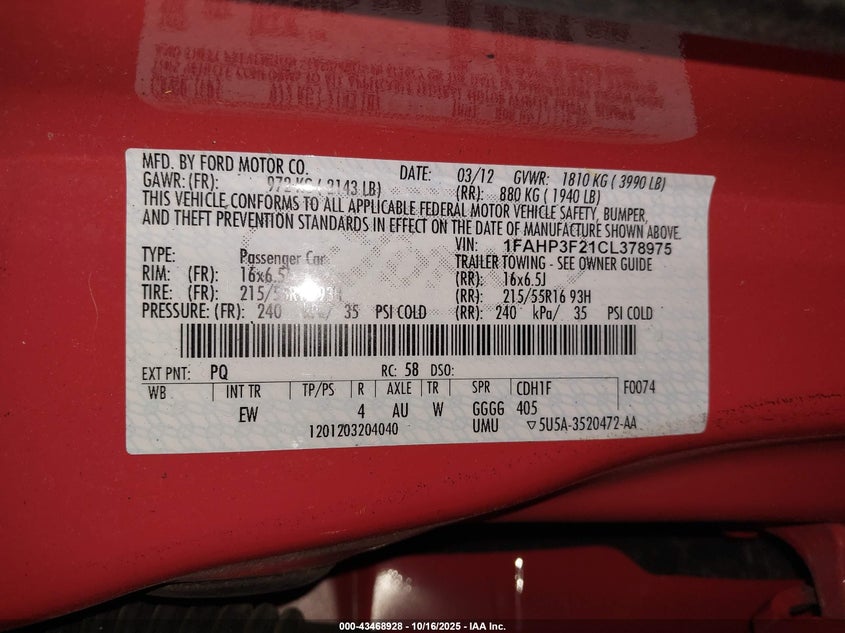 MFD. BY FORD MOTOR CO. DATE: 03/12 GVWR: 1810 KG ( 3990 LB)
GAWR: (FR): 972 KG ( 2143 LB) (RR): 880 KG ( 1940 LB)
THIS VEHICLE CONFORMS TO ALL APPLICABLE FEDERAL MOTOR VEHICLE SAFETY, BUMPER,
AND THEFT PREVENTION STANDARDS IN EFFECT ON THE DATE OF MANUFACTURE SHOWN ABOVE.
VIN: 1FAHP3F21CL378975
TYPE: Passenger Car TRAILER TOWING - SEE OWNER GUIDE
RIM: (FR): 16x6.5J (RR): 16x6.5J
TIRE: (FR): 215/55R16 93H (RR): 215/55R16 93H
PRESSURE: (FR): 240 kPa/ 35 PSI COLD (RR): 240 kPa/ 35 PSI COLD
EXT PNT: PQ RC: 58 DSO:
WB INT TR TP/PS R AXLE TR SPR CDH1F F0074
EW 4 AU W GGGG 405
1201203204040 UMU ▽5U5A-3520472-AA
000-43468928 - 10/16/2025 - IAA Inc.